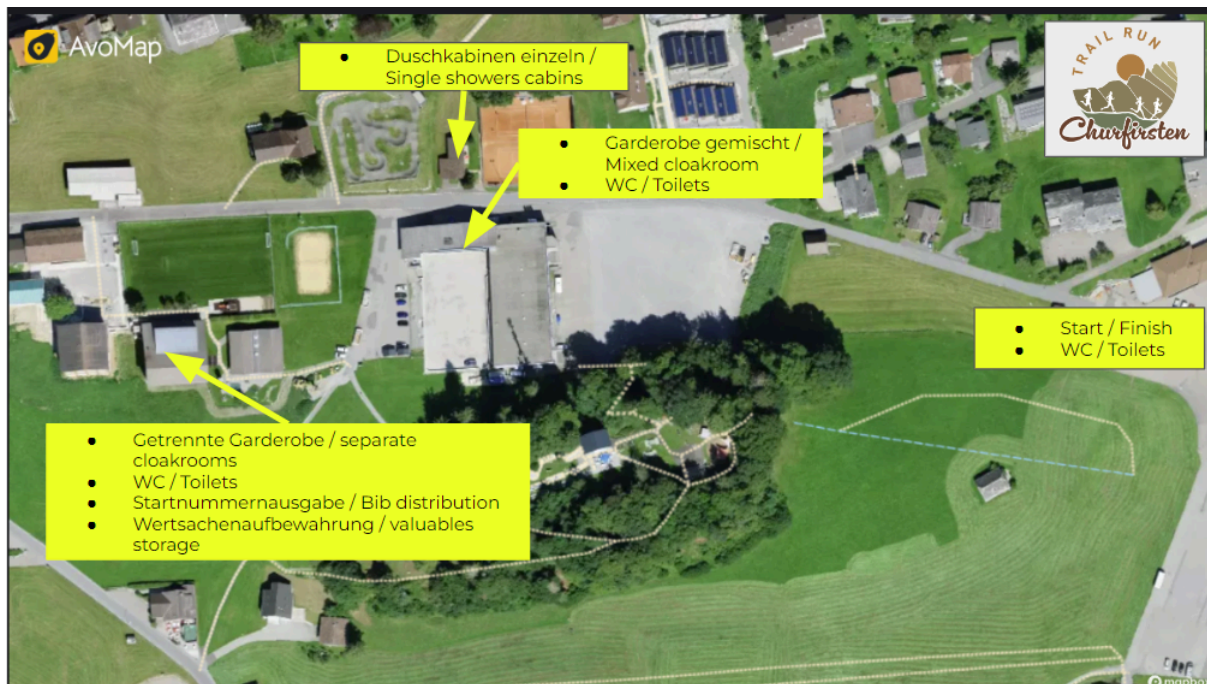 AvoMap
● Duschkabinen einzeln /
Single showers cabins
TRAIL RUN
Churfirsten
● Garderobe gemischt /
Mixed cloakroom
● WC / Toilets
● Start / Finish
● WC / Toilets
● Getrennte Garderobe / separate
cloakrooms
● WC / Toilets
● Startnummernausgabe / Bib distribution
● Wertsachenaufbewahrung / valuables
storage